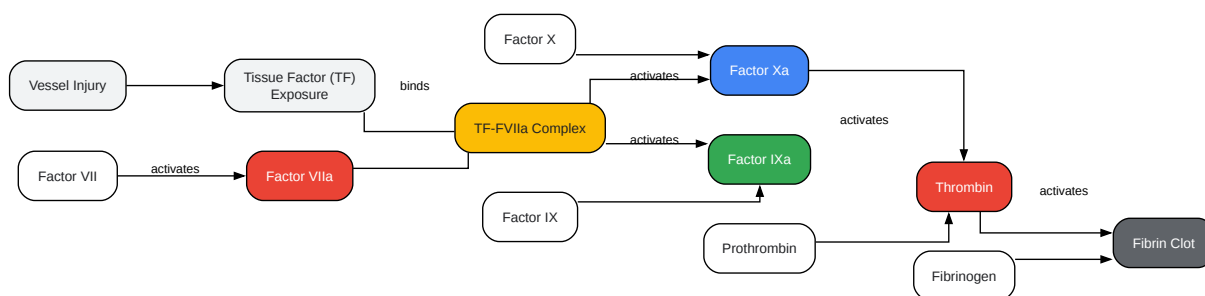 Factor X
Vessel Injury
Tissue Factor (TF)
Exposure
binds
activates
Factor Xa
TF-FVIIa Complex
activates
activates
Factor VII
activates
Factor VIIa
Factor IXa
Factor IX
Thrombin
activates
Prothrombin
Fibrinogen
Fibrin Clot